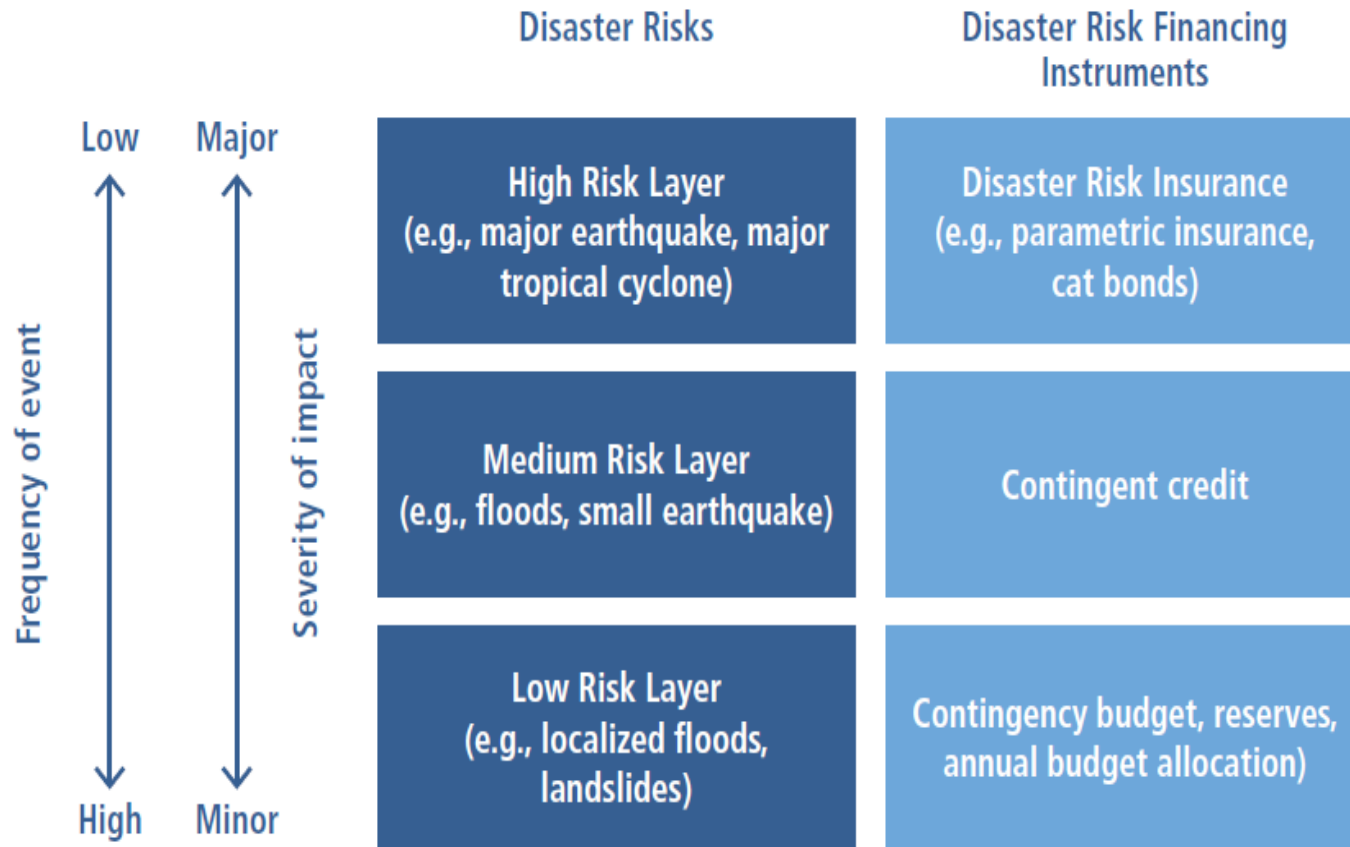 Disaster Risks
Disaster Risk Financing
Instruments
Low
Major
High Risk Layer
(e.g., major earthquake, major
tropical cyclone)
Disaster Risk Insurance
(e.g., parametric insurance,
cat bonds)
Frequency of event
Severity of impact
Medium Risk Layer
(e.g., floods, small earthquake)
Contingent credit
Low Risk Layer
(e.g., localized floods,
landslides)
Contingency budget, reserves,
annual budget allocation)
High
Minor